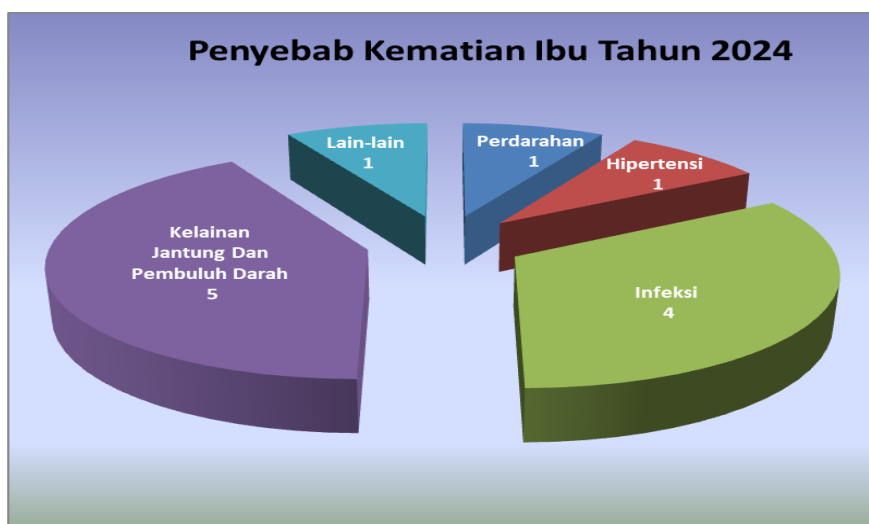 Penyebab Kematian Ibu Tahun 2024
Lain-lain
1
Perdarahan
1
Hipertensi
1
Kelainan
Jantung Dan
Pembuluh Darah
5
Infeksi
4